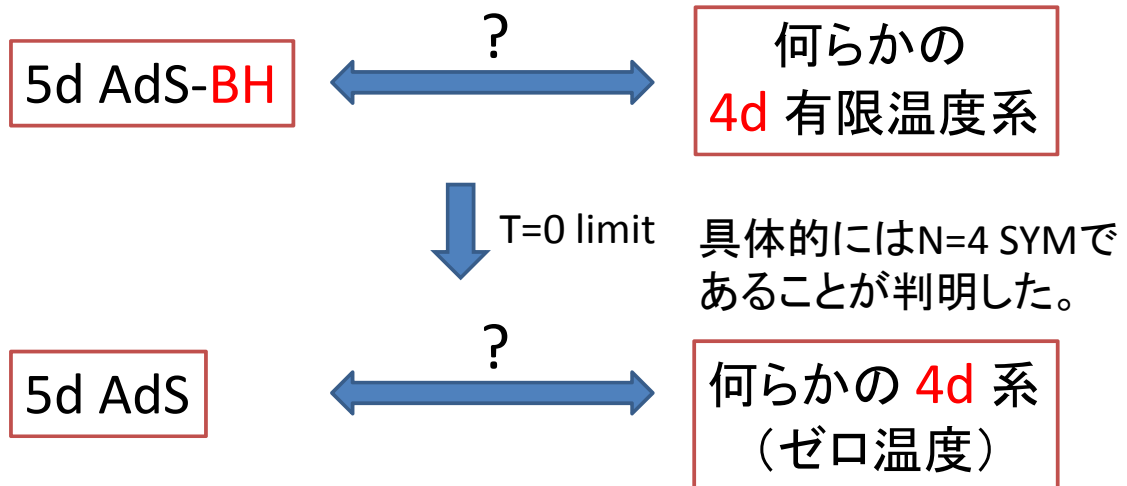 ?
5d AdS-BH
何らかの
4d 有限温度系
T=0 limit
具体的にはN=4 SYMで
あることが判明した。
?
5d AdS
何らかの 4d 系
（ゼロ温度）